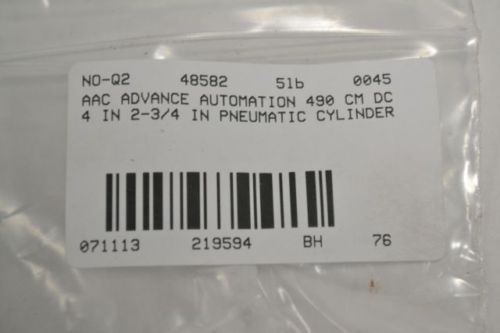 NO-Q2 48582 5lb 0045
AAC ADVANCE AUTOMATION 490 CM DC
4 IN 2-3/4 IN PNEUMATIC CYLINDER
071113 219594 BH 76